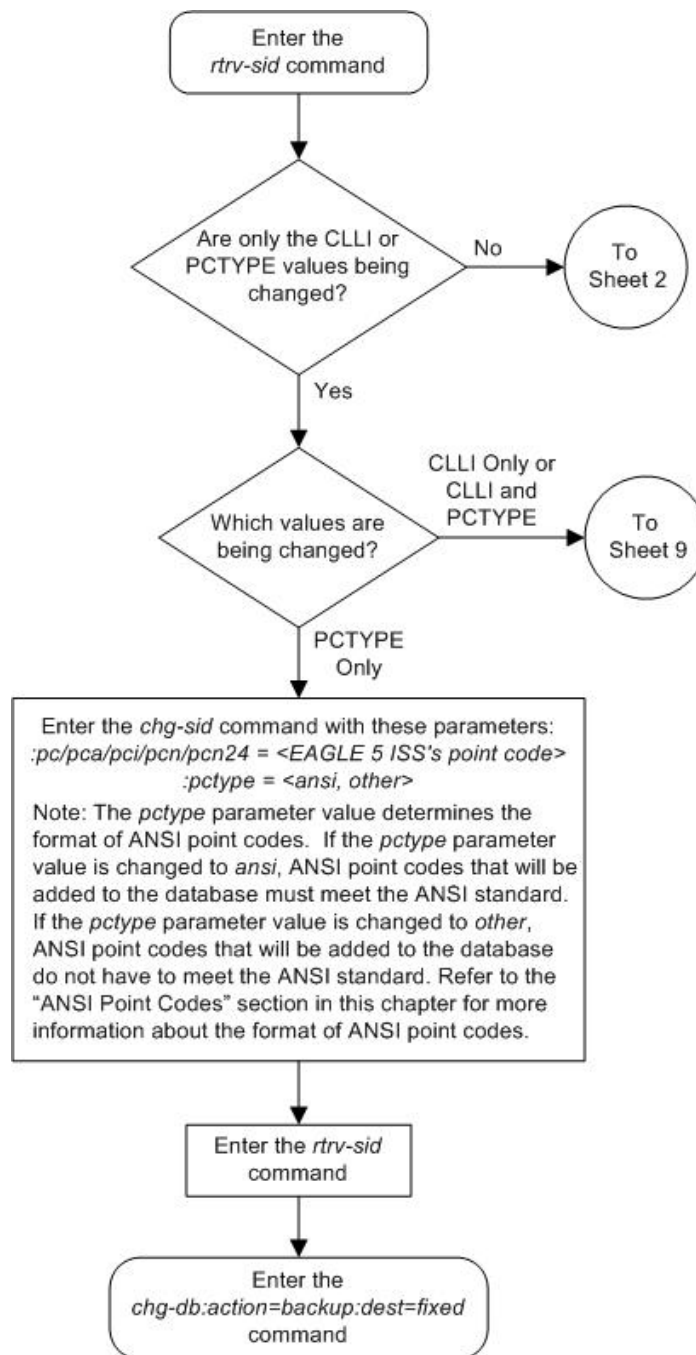 Enter the
rtrv-sid command
Are only the CLLI or
PCTYPE values being
changed?
No
To
Sheet 2
Yes
CLLI Only or
CLLI and
PCTYPE
Which values are
being changed?
To
Sheet 9
PCTYPE
Only
Enter the chg-sid command with these parameters:
:pc/pca/pci/pcn/pcn24 = <EAGLE 5 ISS's point code>
:pctype = <ansi, other>
Note: The pctype parameter value determines the
format of ANSI point codes.  If the pctype parameter
value is changed to ansi, ANSI point codes that will be
added to the database must meet the ANSI standard.
If the pctype parameter value is changed to other,
ANSI point codes that will be added to the database
do not have to meet the ANSI standard. Refer to the
“ANSI Point Codes” section in this chapter for more
information about the format of ANSI point codes.
Enter the rtrv-sid
command
Enter the
chg-db:action=backup:dest=fixed
command